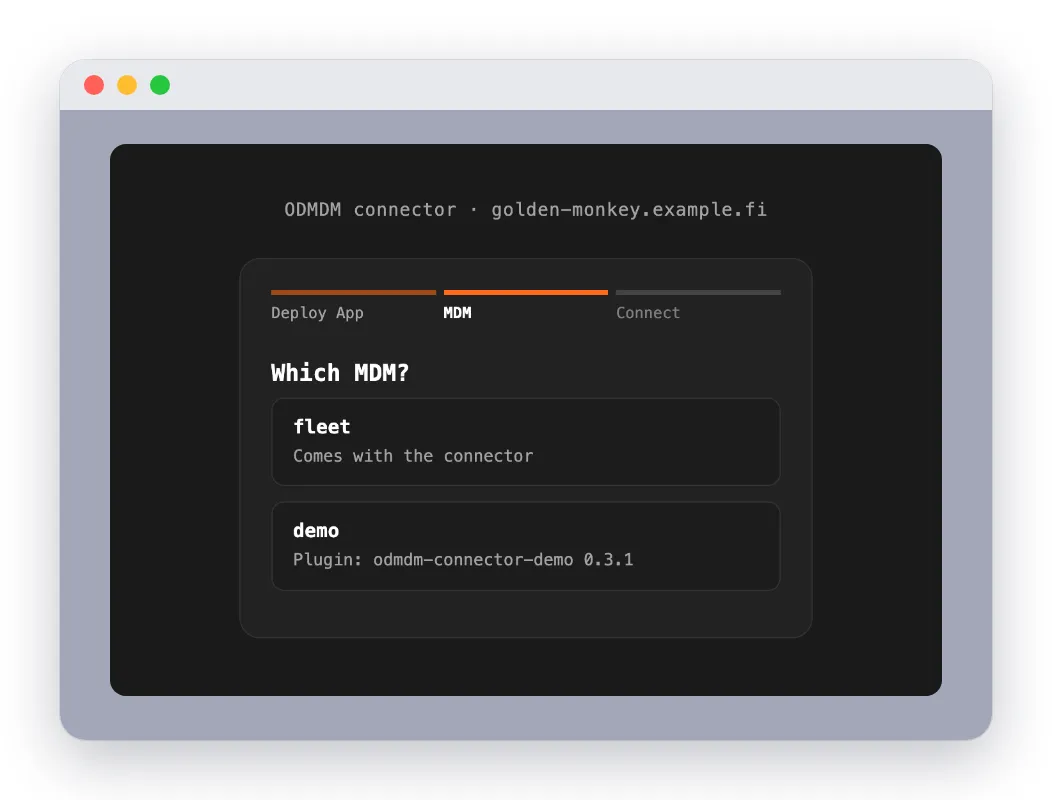 ODMDM connector · golden-monkey.example.fi
Deploy App
MDM
Connect
Which MDM?
fleet
Comes with the connector
demo
Plugin: odmdm-connector-demo 0.3.1